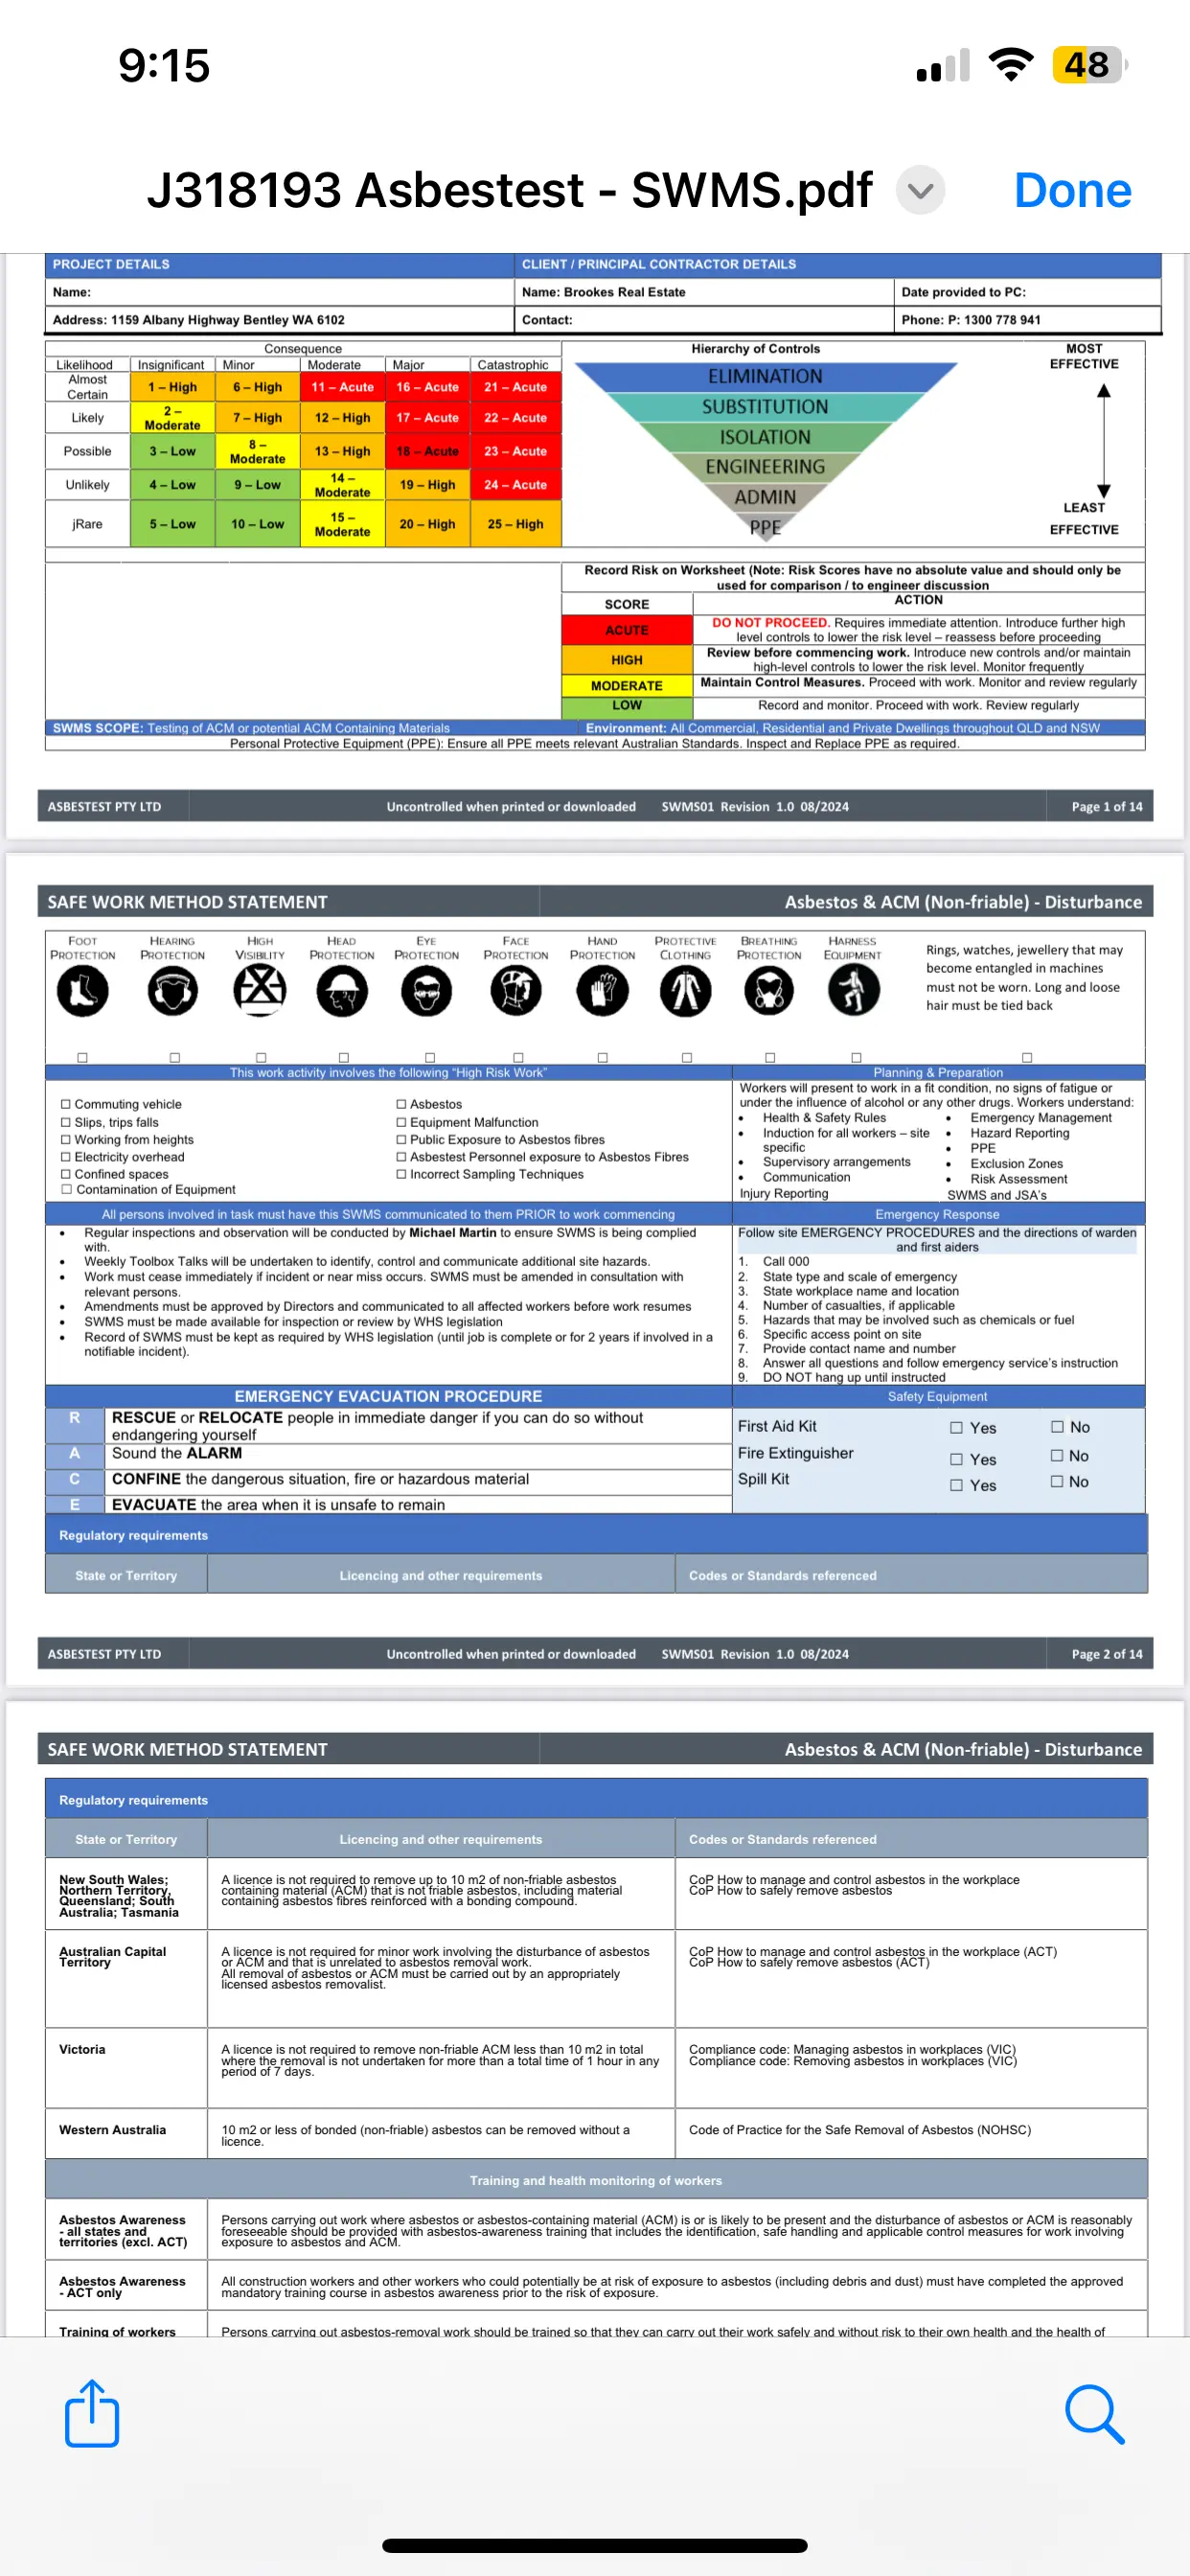 9:15
48
J318193 Asbestest - SWMS.pdf
Done
PROJECT DETAILS
CLIENT / PRINCIPAL CONTRACTOR DETAILS
Name:
Name: Brookes Real Estate
Date provided to PC:
Address: 1159 Albany Highway Bentley WA 6102
Contact:
Phone: P: 1300 778 941
Consequence
Likelihood Insignificant Minor Moderate Major Catastrophic
Almost
Certain
1 – High 6 – High 11 – Acute 16 – Acute 21 – Acute
Likely
2 –
Moderate
7 – High 12 – High 17 – Acute 22 – Acute
Possible
3 – Low
8 –
Moderate
13 – High 18 – Acute 23 – Acute
Unlikely
4 – Low 9 – Low
14 –
Moderate
19 – High 24 – Acute
jRare
5 – Low 10 – Low
15 –
Moderate
20 – High 25 – High
Hierarchy of Controls
ELIMINATION
SUBSTITUTION
ISOLATION
ENGINEERING
ADMIN
PPE
MOST
EFFECTIVE
LEAST
EFFECTIVE
Record Risk on Worksheet (Note: Risk Scores have no absolute value and should only be
used for comparison / to engineer discussion
SCORE
ACTION
ACUTE
DO NOT PROCEED. Requires immediate attention. Introduce further high
level controls to lower the risk level – reassess before proceeding
HIGH
Review before commencing work. Introduce new controls and/or maintain
high-level controls to lower the risk level. Monitor frequently
MODERATE
Maintain Control Measures. Proceed with work. Monitor and review regularly
LOW
Record and monitor. Proceed with work. Review regularly
SWMS SCOPE: Testing of ACM or potential ACM Containing Materials
Environment: All Commercial, Residential and Private Dwellings throughout QLD and NSW
Personal Protective Equipment (PPE): Ensure all PPE meets relevant Australian Standards. Inspect and Replace PPE as required.
ASBESTEST PTY LTD
Uncontrolled when printed or downloaded SWMS01 Revision 1.0 08/2024
Page 1 of 14
SAFE WORK METHOD STATEMENT
Asbestos & ACM (Non-friable) - Disturbance
FOOT
PROTECTION
HEARING
PROTECTION
HIGH
VISIBILITY
HEAD
PROTECTION
EYE
PROTECTION
FACE
PROTECTION
HAND
PROTECTION
PROTECTIVE
CLOTHING
BREATHING
PROTECTION
HARNESS
EQUIPMENT
Rings, watches, jewellery that may
become entangled in machines
must not be worn. Long and loose
hair must be tied back
☐ ☐ ☐ ☐ ☐ ☐ ☐ ☐ ☐ ☐ ☐
This work activity involves the following “High Risk Work”
☐ Commuting vehicle
☐ Slips, trips falls
☐ Working from heights
☐ Electricity overhead
☐ Confined spaces
☐ Contamination of Equipment
☐ Asbestos
☐ Equipment Malfunction
☐ Public Exposure to Asbestos fibres
☐ Asbestest Personnel exposure to Asbestos Fibres
☐ Incorrect Sampling Techniques
Planning & Preparation
Workers will present to work in a fit condition, no signs of fatigue or
under the influence of alcohol or any other drugs. Workers understand:
• Health & Safety Rules
• Induction for all workers – site
specific
• Supervisory arrangements
• Communication
Injury Reporting
• Emergency Management
• Hazard Reporting
• PPE
• Exclusion Zones
• Risk Assessment
SWMS and JSA's
All persons involved in task must have this SWMS communicated to them PRIOR to work commencing
• Regular inspections and observation will be conducted by Michael Martin to ensure SWMS is being complied
with.
• Weekly Toolbox Talks will be undertaken to identify, control and communicate additional site hazards.
• Work must cease immediately if incident or near miss occurs. SWMS must be amended in consultation with
relevant persons.
• Amendments must be approved by Directors and communicated to all affected workers before work resumes
• SWMS must be made available for inspection or review by WHS legislation
• Record of SWMS must be kept as required by WHS legislation (until job is complete or for 2 years if involved in a
notifiable incident).
Emergency Response
Follow site EMERGENCY PROCEDURES and the directions of warden
and first aiders
1. Call 000
2. State type and scale of emergency
3. State workplace name and location
4. Number of casualties, if applicable
5. Hazards that may be involved such as chemicals or fuel
6. Specific access point on site
7. Provide contact name and number
8. Answer all questions and follow emergency service's instruction
9. DO NOT hang up until instructed
EMERGENCY EVACUATION PROCEDURE
R
RESCUE or RELOCATE people in immediate danger if you can do so without
endangering yourself
A
Sound the ALARM
C
CONFINE the dangerous situation, fire or hazardous material
E
EVACUATE the area when it is unsafe to remain
Safety Equipment
First Aid Kit ☐ Yes ☐ No
Fire Extinguisher ☐ Yes ☐ No
Spill Kit ☐ Yes ☐ No
Regulatory requirements
State or Territory
Licencing and other requirements
Codes or Standards referenced
ASBESTEST PTY LTD
Uncontrolled when printed or downloaded SWMS01 Revision 1.0 08/2024
Page 2 of 14
SAFE WORK METHOD STATEMENT
Asbestos & ACM (Non-friable) - Disturbance
Regulatory requirements
State or Territory
Licencing and other requirements
Codes or Standards referenced
New South Wales;
Northern Territory,
Queensland; South
Australia; Tasmania
A licence is not required to remove up to 10 m2 of non-friable asbestos
containing material (ACM) that is not friable asbestos, including material
containing asbestos fibres reinforced with a bonding compound.
CoP How to manage and control asbestos in the workplace
CoP How to safely remove asbestos
Australian Capital
Territory
A licence is not required for minor work involving the disturbance of asbestos
or ACM and that is unrelated to asbestos removal work.
All removal of asbestos or ACM must be carried out by an appropriately
licensed asbestos removalist.
CoP How to manage and control asbestos in the workplace (ACT)
CoP How to safely remove asbestos (ACT)
Victoria
A licence is not required to remove non-friable ACM less than 10 m2 in total
where the removal is not undertaken for more than a total time of 1 hour in any
period of 7 days.
Compliance code: Managing asbestos in workplaces (VIC)
Compliance code: Removing asbestos in workplaces (VIC)
Western Australia
10 m2 or less of bonded (non-friable) asbestos can be removed without a
licence.
Code of Practice for the Safe Removal of Asbestos (NOHSC)
Training and health monitoring of workers
Asbestos Awareness
- all states and
territories (excl. ACT)
Persons carrying out work where asbestos or asbestos-containing material (ACM) is or is likely to be present and the disturbance of asbestos or ACM is reasonably
foreseeable should be provided with asbestos-awareness training that includes the identification, safe handling and applicable control measures for work involving
exposure to asbestos and ACM.
Asbestos Awareness
- ACT only
All construction workers and other workers who could potentially be at risk of exposure to asbestos (including debris and dust) must have completed the approved
mandatory training course in asbestos awareness prior to the risk of exposure.
Training of workers
Persons carrying out asbestos-removal work should be trained so that they can carry out their work safely and without risk to their own health and the health of